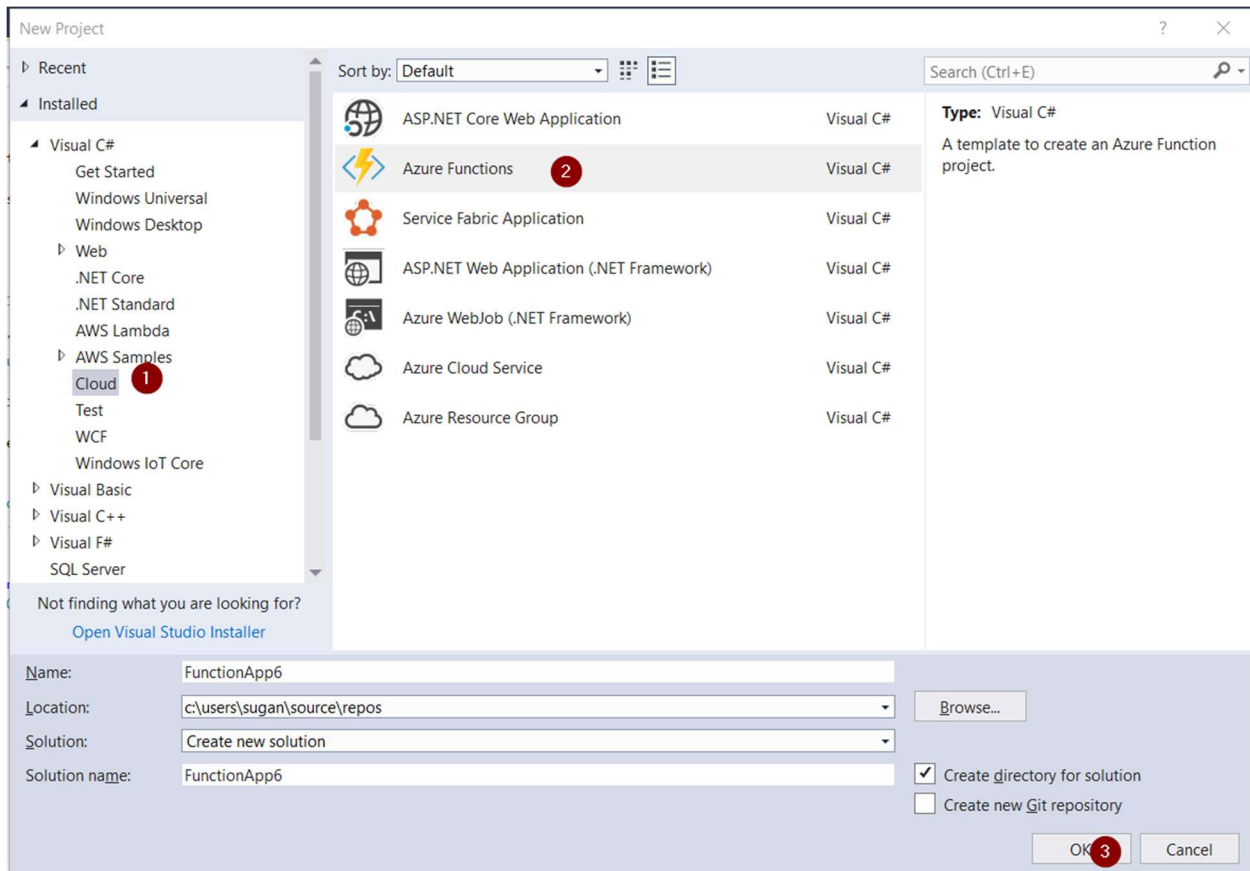 New Project
Recent
Installed
Visual C#
Get Started
Windows Universal
Windows Desktop
Web
.NET Core
.NET Standard
AWS Lambda
AWS Samples
Cloud 1
Test
WCF
Windows IoT Core
Visual Basic
Visual C++
Visual F#
SQL Server
Not finding what you are looking for?
Open Visual Studio Installer
Sort by: Default
ASP.NET Core Web Application Visual C#
Azure Functions 2 Visual C#
Service Fabric Application Visual C#
ASP.NET Web Application (.NET Framework) Visual C#
Azure WebJob (.NET Framework) Visual C#
Azure Cloud Service Visual C#
Azure Resource Group Visual C#
Search (Ctrl+E)
Type: Visual C#
A template to create an Azure Function
project.
Name: FunctionApp6
Location: c:\users\sugan\source\repos Browse...
Solution: Create new solution
Solution name: FunctionApp6
Create directory for solution
Create new Git repository
OK 3 Cancel